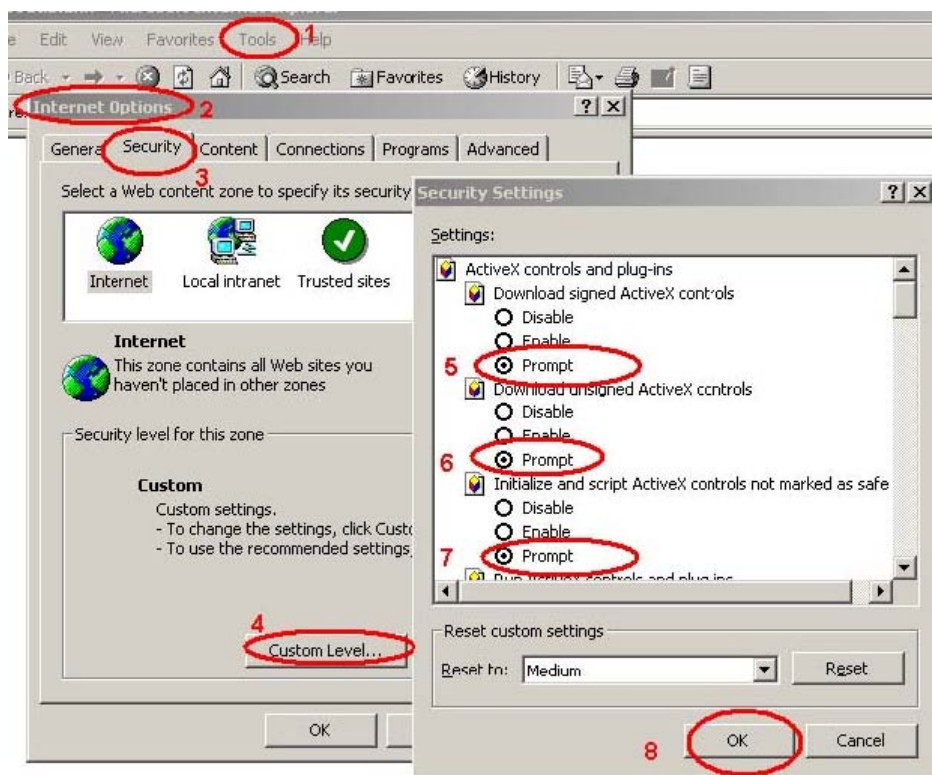 Edit View Favorites Tools Help 1
Back Search Favorites History
Internet Options 2
General Security Content Connections Programs Advanced
3
Select a Web content zone to specify its security
Internet Local intranet Trusted sites
Internet
This zone contains all Web sites you
haven't placed in other zones
Security level for this zone
Custom
Custom settings.
- To change the settings, click Custo
- To use the recommended settings,
4
Custom Level...
OK
Security Settings
Settings:
ActiveX controls and plug-ins
Download signed ActiveX controls
Disable
Enable
5 Prompt
Download unsigned ActiveX controls
Disable
Enable
6 Prompt
Initialize and script ActiveX controls not marked as safe
Disable
Enable
7 Prompt
Run ActiveX controls and plug-ins
Reset custom settings
Reset to: Medium Reset
8 OK Cancel